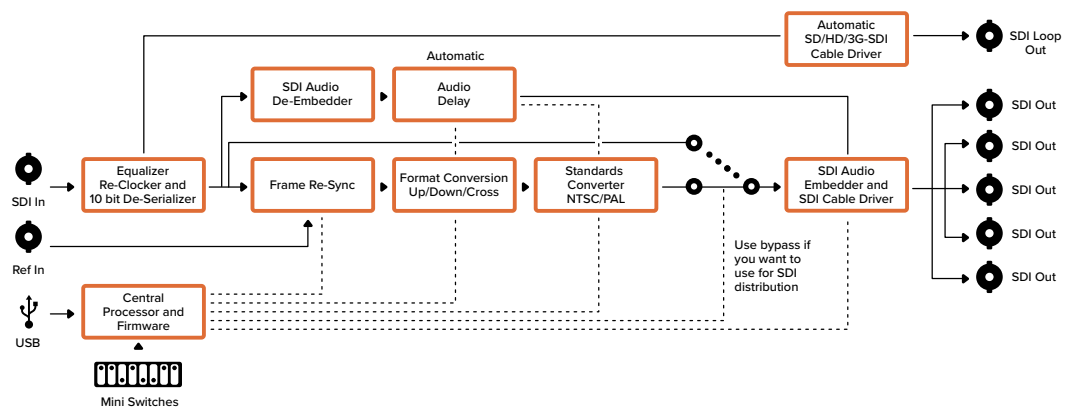 Automatic
SD/HD/3G-SDI
Cable Driver
SDI Loop
Out
Automatic
SDI Audio
De-Embedder
Audio
Delay
SDI Out
SDI Out
SDI In
Equalizer
Re-Clocker and
10 bit De-Serializer
Frame Re-Sync
Format Conversion
Up/Down/Cross
Standards
Converter
NTSC/PAL
SDI Audio
Embedder and
SDI Cable Driver
SDI Out
Ref In
Use bypass if
you want to
use for SDI
distribution
SDI Out
SDI Out
USB
Central
Processor and
Firmware
Mini Switches